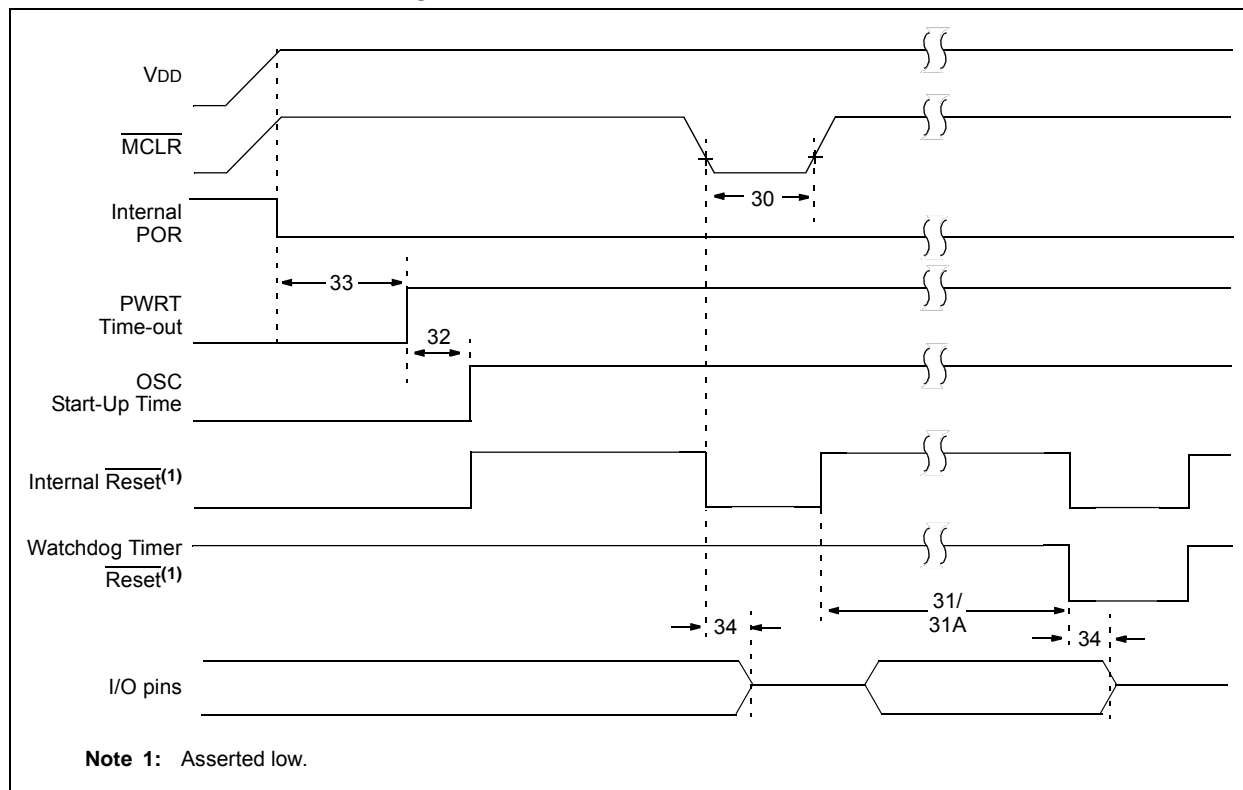 VDD
MCLR
30
Internal
POR
33
PWRT
Time-out
32
OSC
Start-Up Time
Internal Reset(1)
Watchdog Timer
Reset(1)
31/
31A
34
34
I/O pins
Note 1: Asserted low.